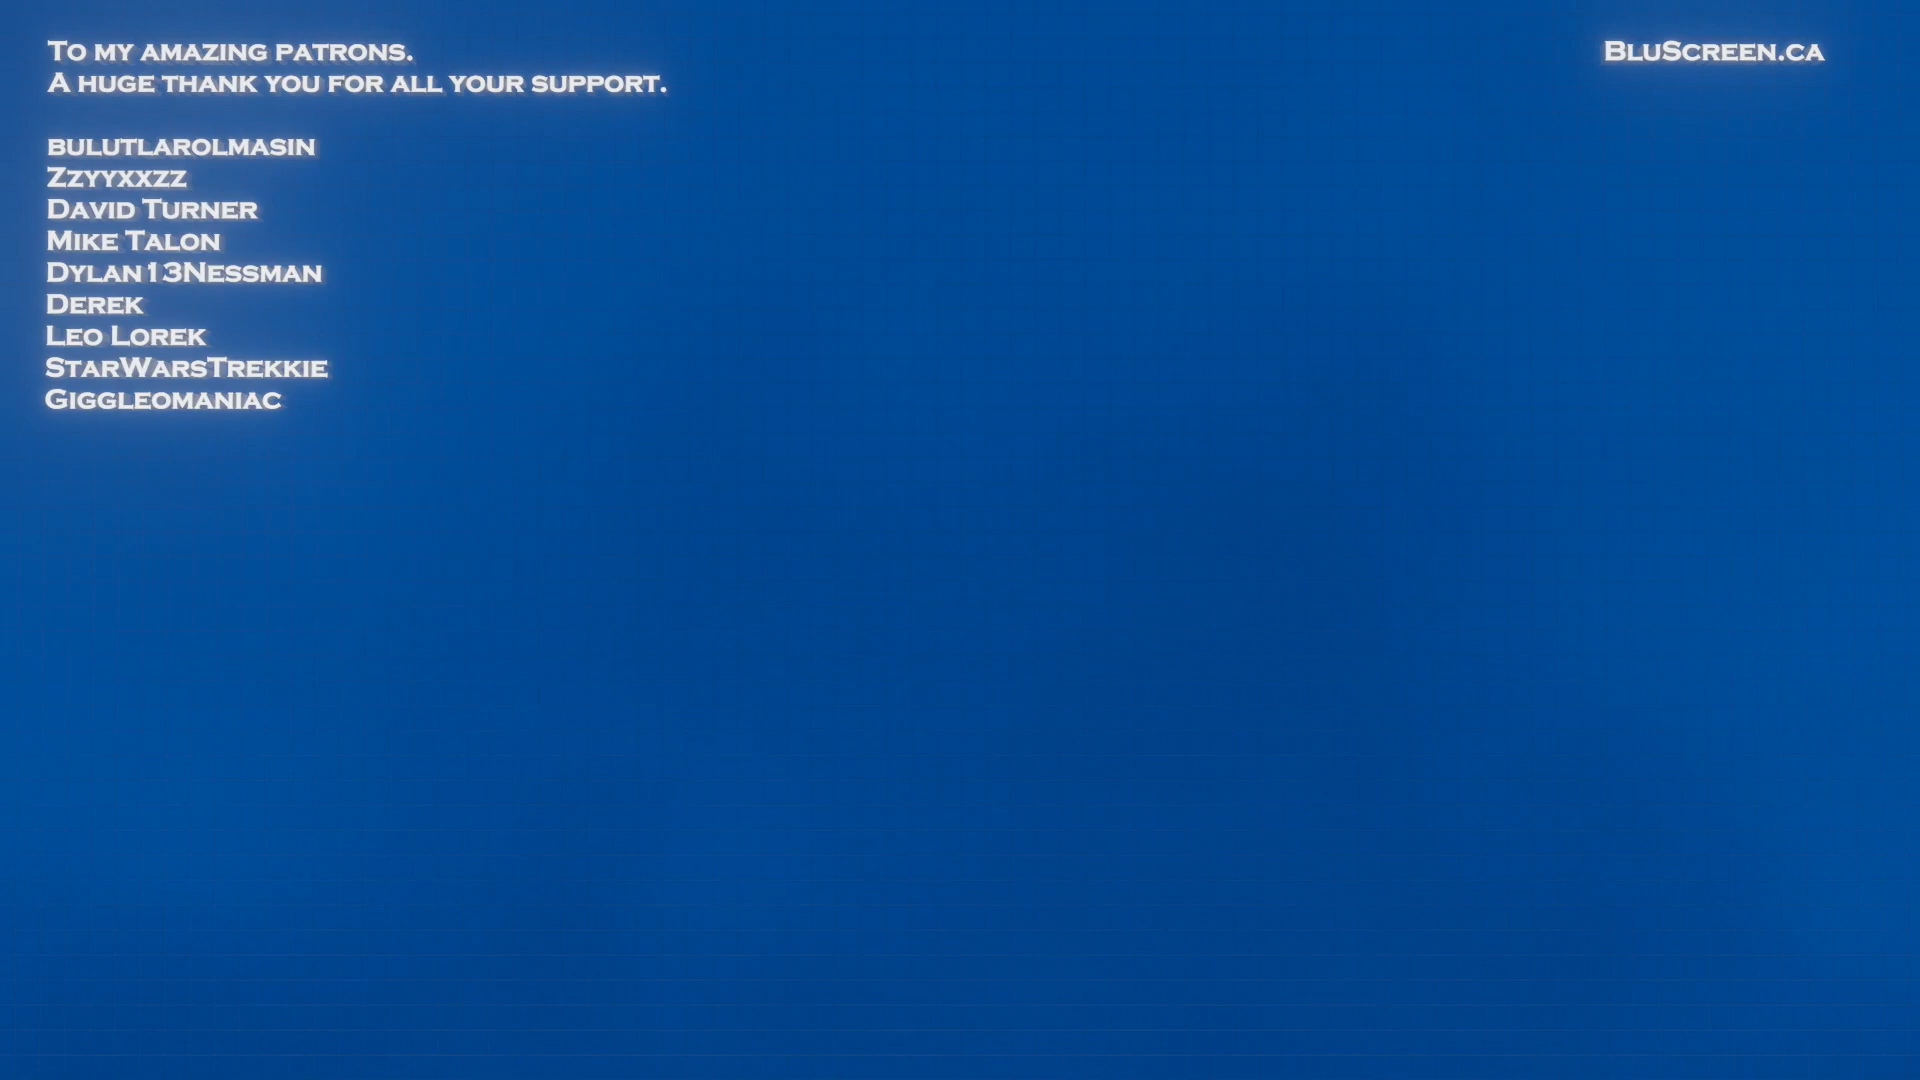 To my amazing patrons.
A huge thank you for all your support.
bulutlarolmasin
Zzyyxxzz
David Turner
Mike Talon
Dylan13Nessman
Derek
Leo Lorek
StarWarsTrekkie
Giggleomaniac
BluScreen.ca